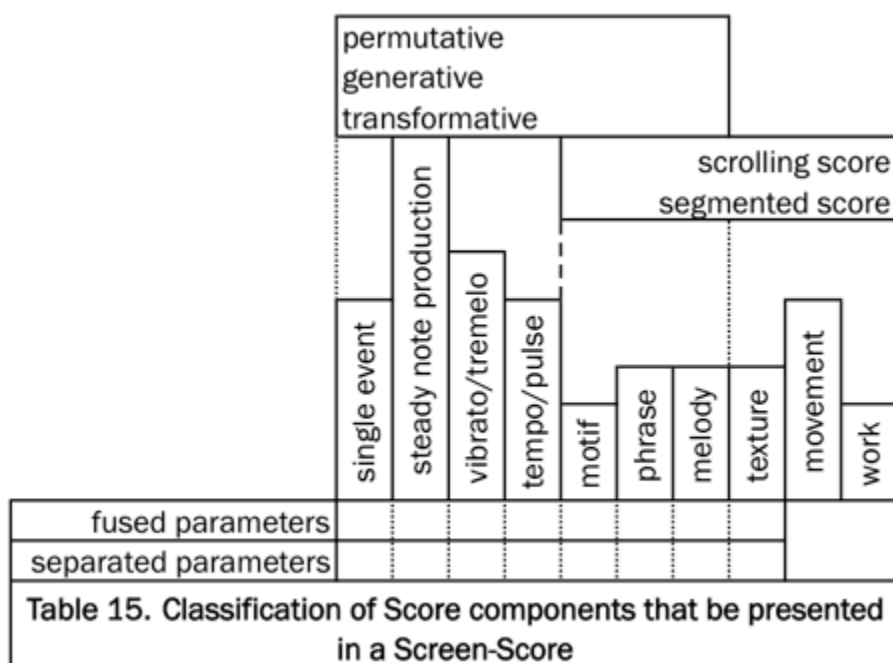 permutative
generative
transformative
scrolling score
segmented score
single event
steady note production
vibrato/tremelo
tempo/pulse
motif
phrase
melody
texture
movement
work
fused parameters
separated parameters
Table 15. Classification of Score components that be presented
in a Screen-Score